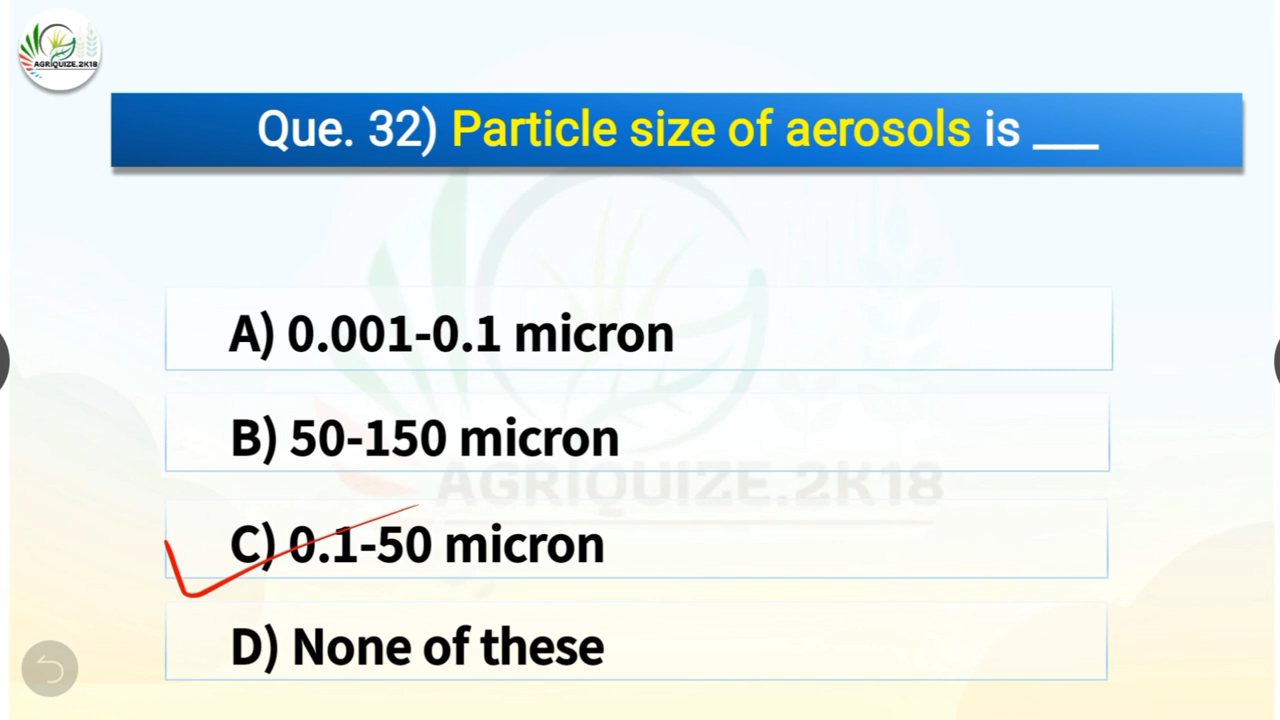 AGRIQUIZE.2K18
Que. 32) Particle size of aerosols is ___
A) 0.001-0.1 micron
B) 50-150 micron
AGRIQUIZE.2K18
C) 0.1-50 micron
D) None of these